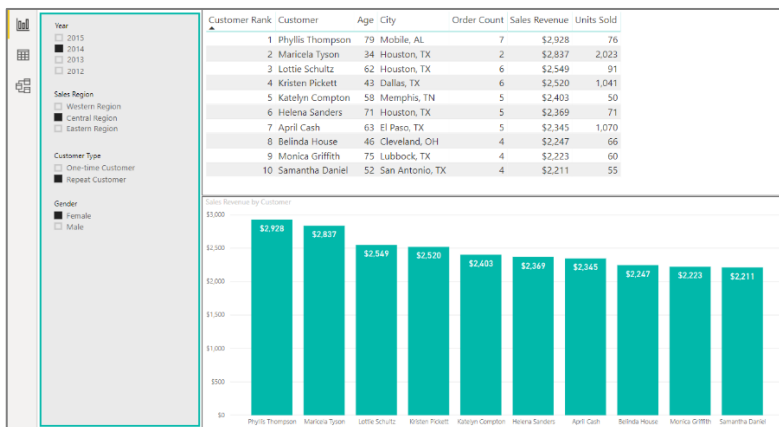 Year
2015
2014
2013
2012
Sales Region
Western Region
Central Region
Eastern Region
Customer Type
One-time Customer
Repeat Customer
Gender
Female
Male
Customer Rank Customer Age City Order Count Sales Revenue Units Sold
1 Phyllis Thompson 79 Mobile, AL 7 $2,928 76
2 Maricela Tyson 34 Houston, TX 2 $2,837 2,023
3 Lottie Schultz 62 Houston, TX 6 $2,549 91
4 Kristen Pickett 43 Dallas, TX 6 $2,520 1,041
5 Katelyn Compton 58 Memphis, TN 5 $2,403 50
6 Helena Sanders 71 Houston, TX 5 $2,369 71
7 April Cash 63 El Paso, TX 5 $2,345 1,070
8 Belinda House 46 Cleveland, OH 4 $2,247 66
9 Monica Griffith 75 Lubbock, TX 4 $2,223 60
10 Samantha Daniel 52 San Antonio, TX 4 $2,211 55
Sales Revenue by Customer
$3,000
$2,500
$2,000
$1,500
$1,000
$500
$0
$2,928 $2,837 $2,549 $2,520 $2,403 $2,369 $2,345 $2,247 $2,223 $2,211
Phyllis Thompson Maricela Tyson Lottie Schultz Kristen Pickett Katelyn Compton Helena Sanders April Cash Belinda House Monica Griffith Samantha Daniel